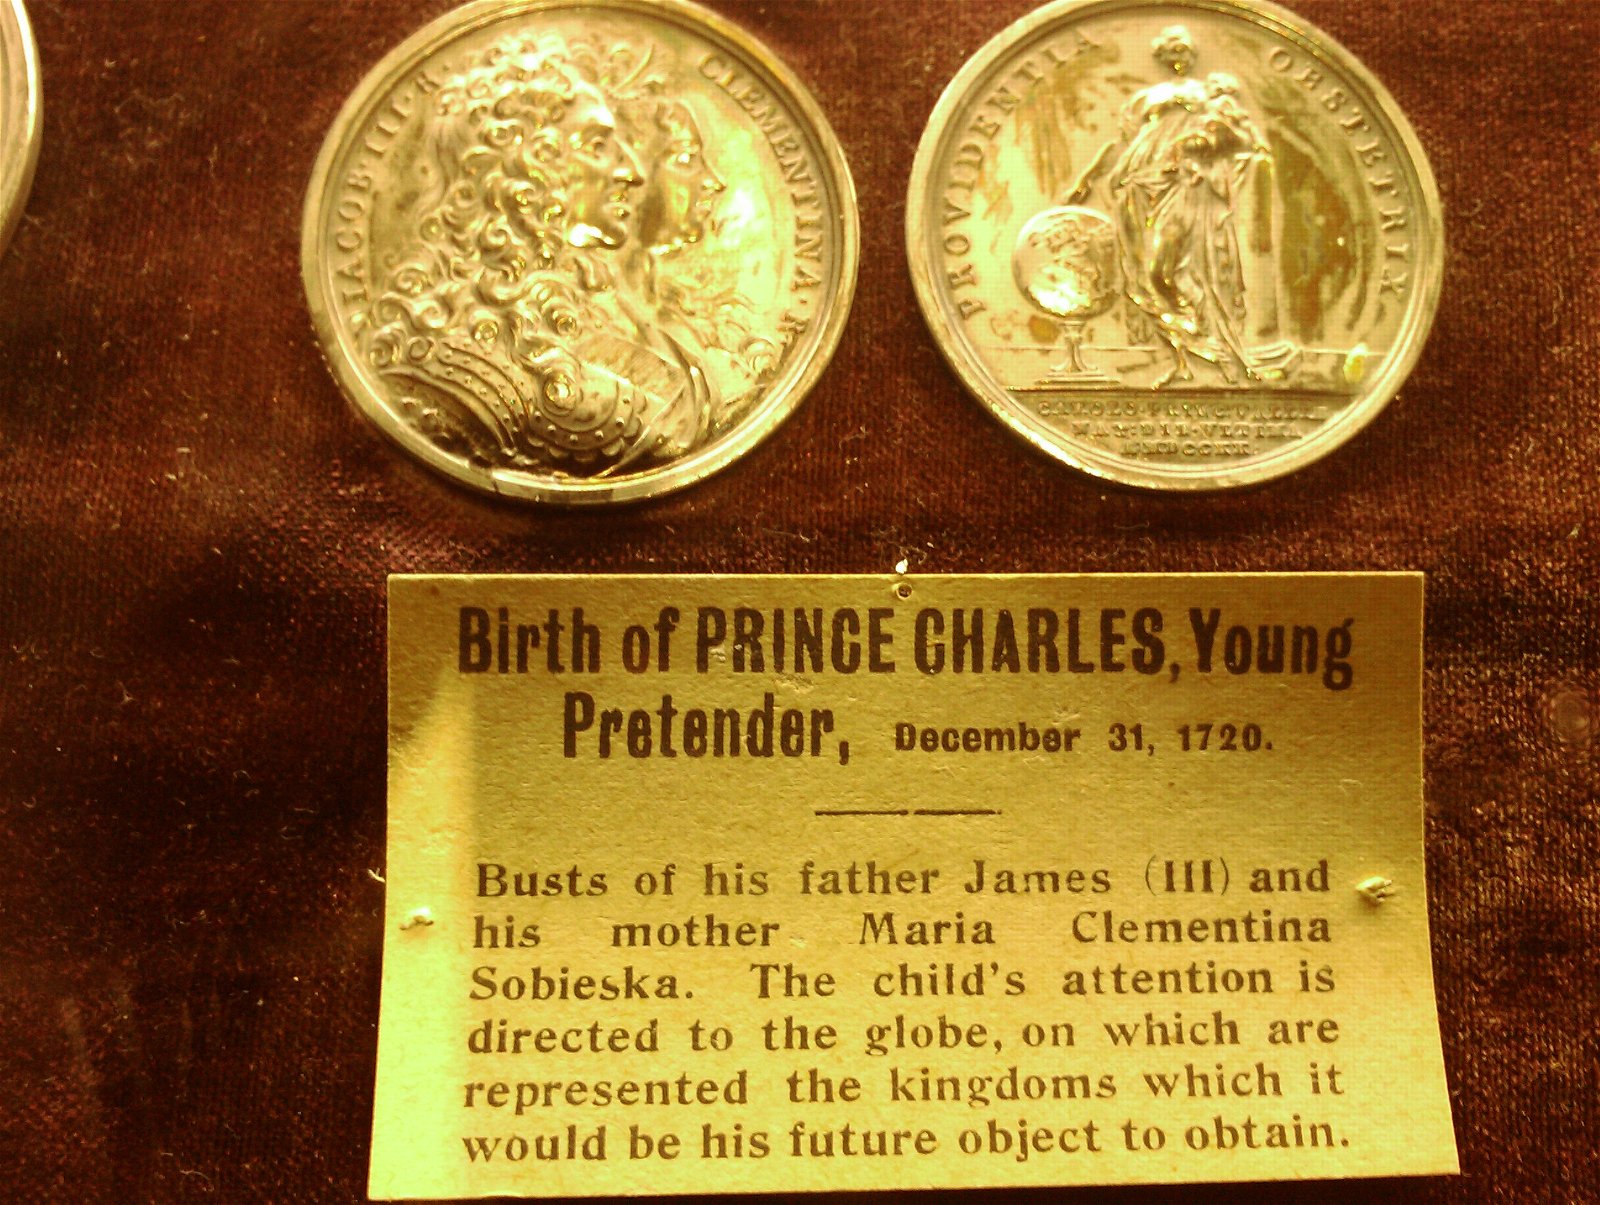 IACOB·III·R·
CLEMENTINA·R·
PROVIDENTIA
OBSTETRIX
MDCCXX
Birth of PRINCE CHARLES, Young
Pretender, December 31, 1720.
Busts of his father James (III) and
his mother Maria Clementina
Sobieska. The child's attention is
directed to the globe, on which are
represented the kingdoms which it
would be his future object to obtain.